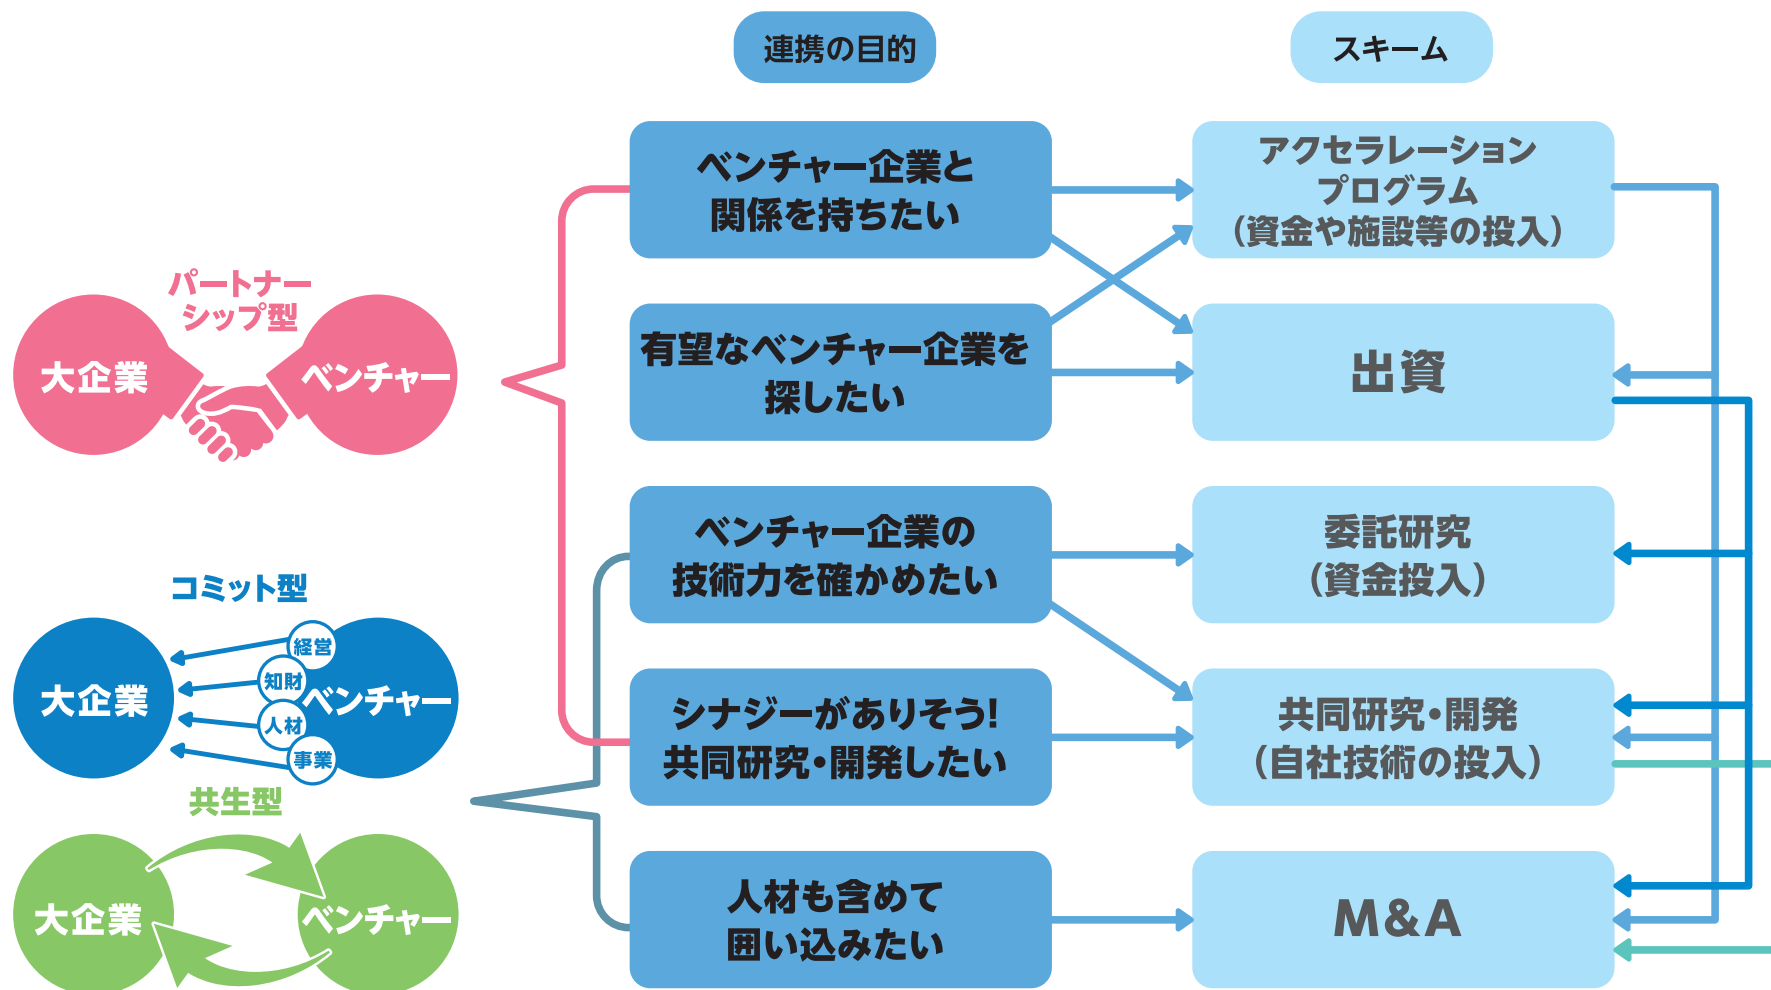 連携の目的
スキーム
パートナー
シップ型
大企業
ベンチャー
コミット型
大企業
経営
知財
人材
事業
ベンチャー
共生型
大企業
ベンチャー
ベンチャー企業と
関係を持ちたい
有望なベンチャー企業を
探したい
ベンチャー企業の
技術力を確かめたい
シナジーがありそう!
共同研究・開発したい
人材も含めて
囲い込みたい
アクセラレーション
プログラム
（資金や施設等の投入）
出資
委託研究
（資金投入）
共同研究・開発
（自社技術の投入）
M&A